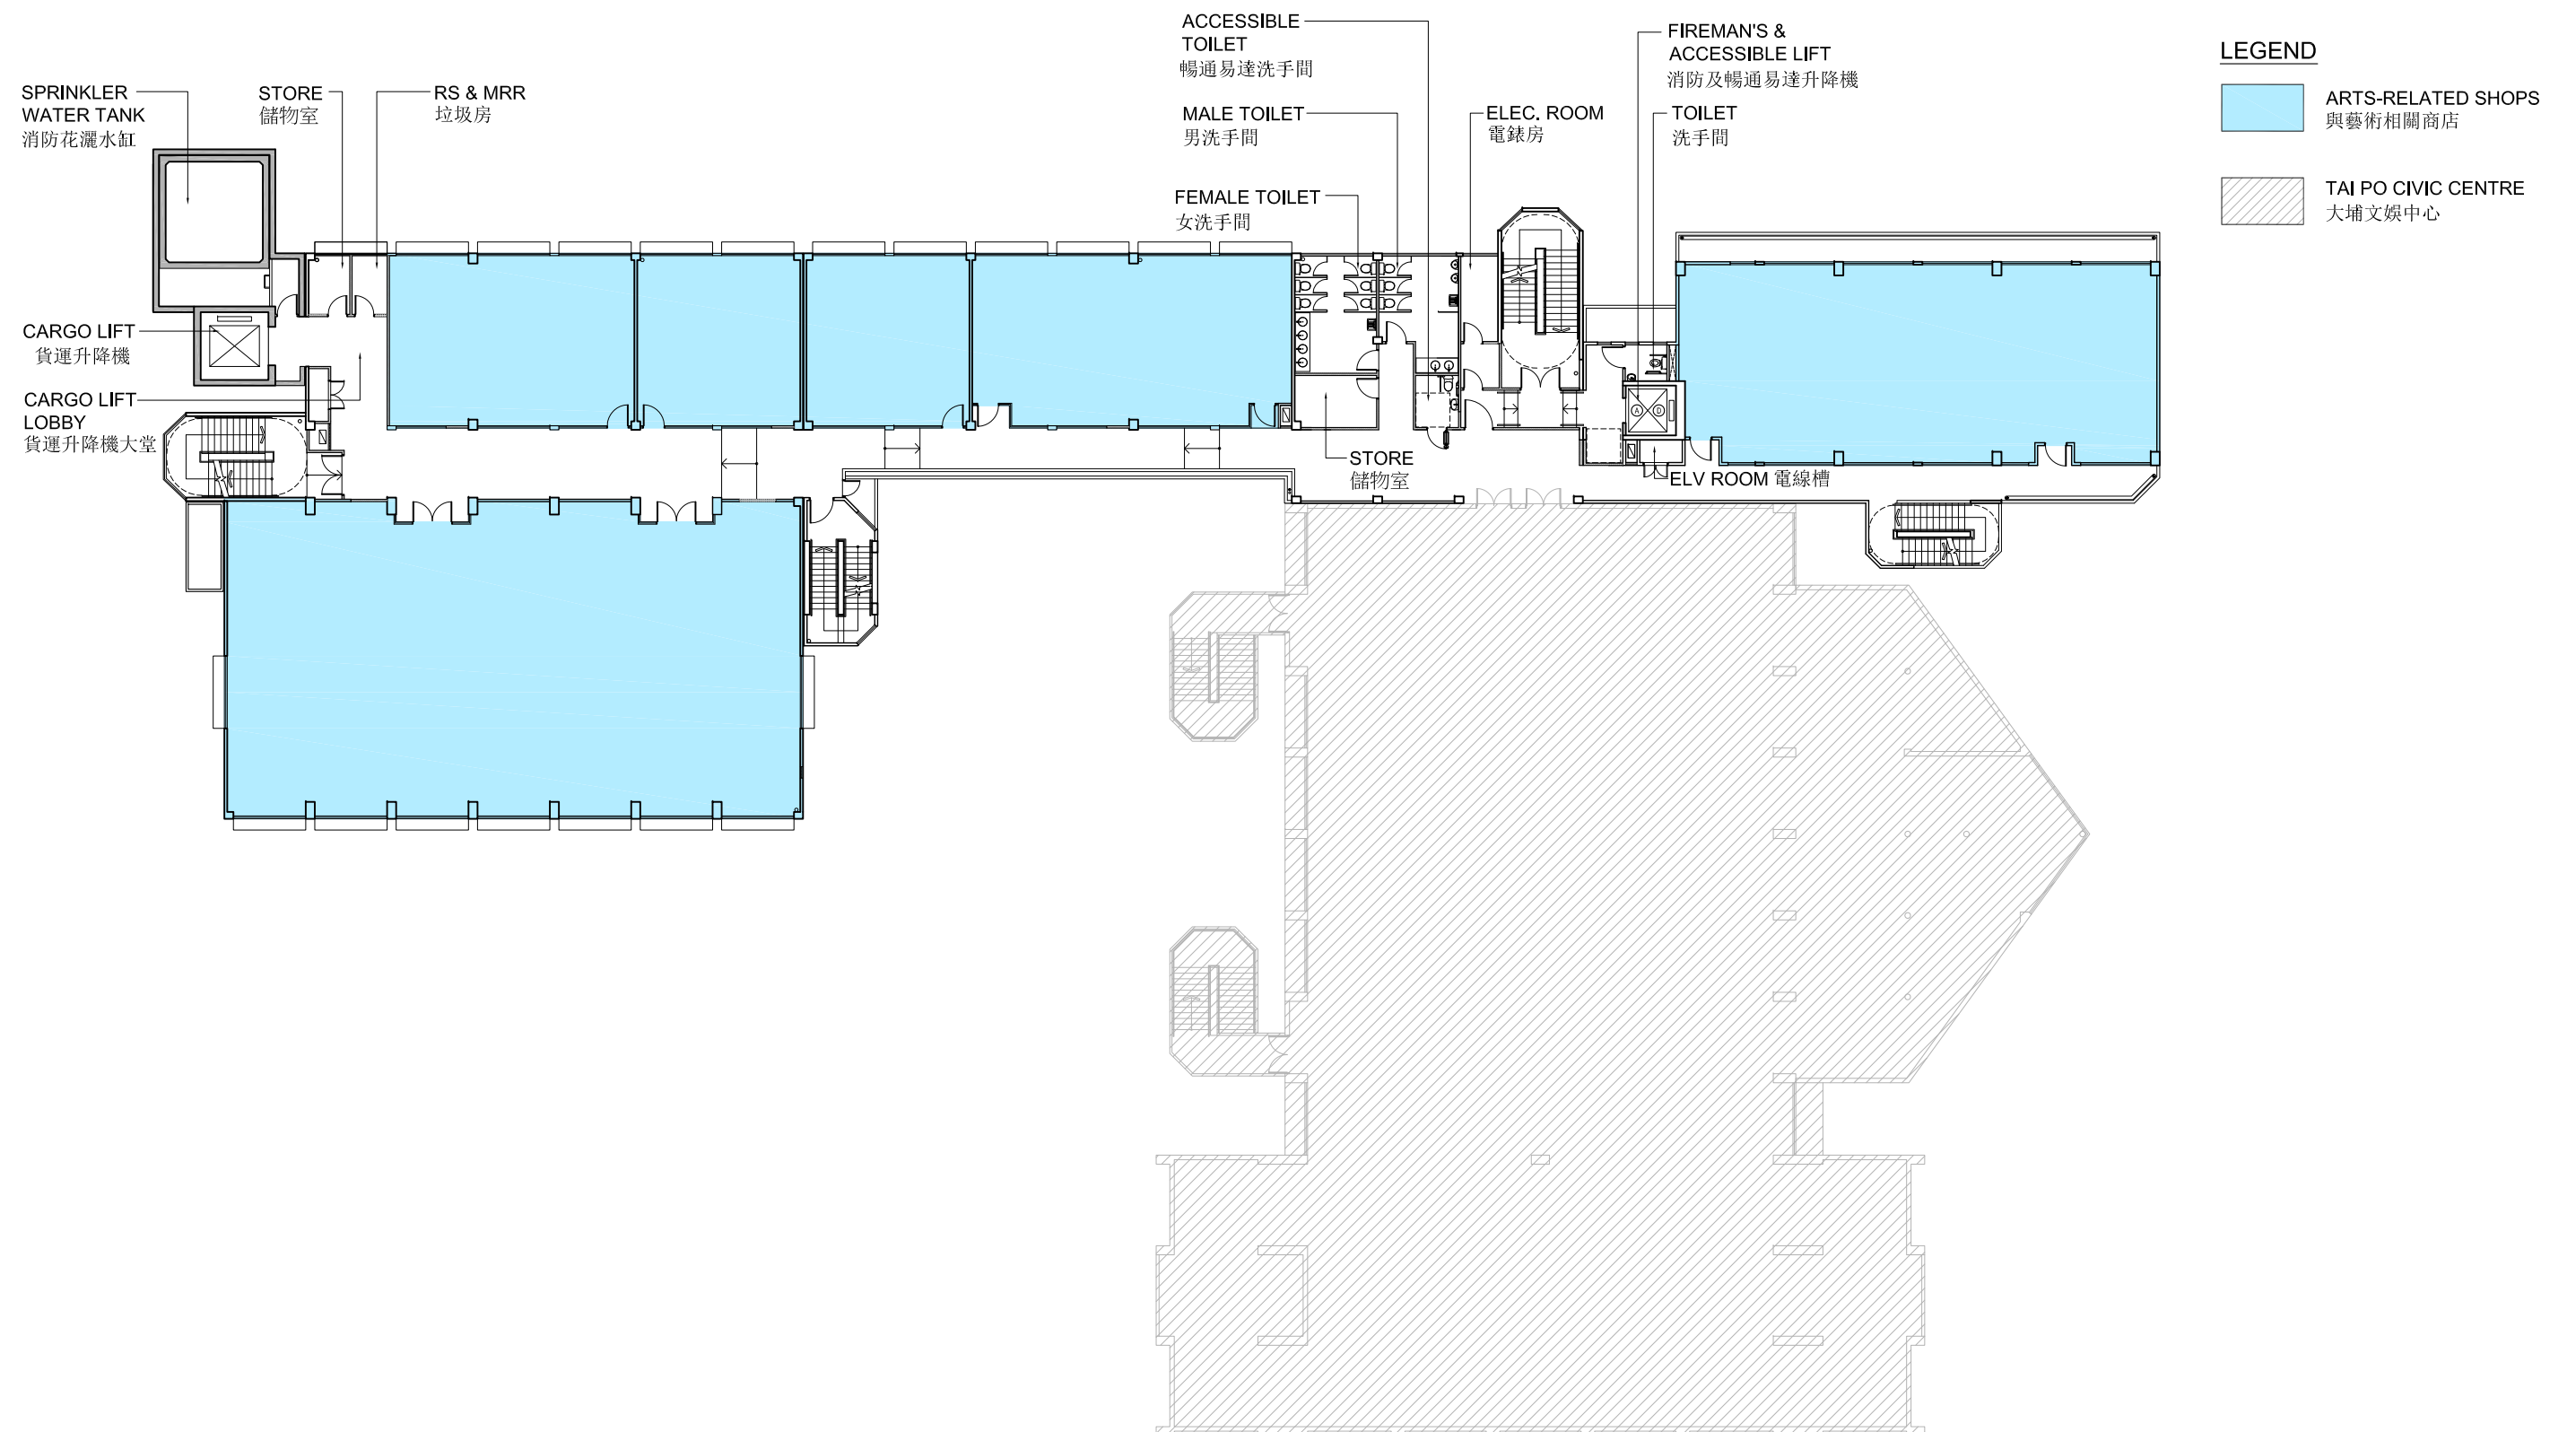 SPRINKLER
WATER TANK
消防花灑水缸
STORE
儲物室
RS & MRR
垃圾房
ACCESSIBLE
TOILET
暢通易達洗手間
MALE TOILET
男洗手間
FEMALE TOILET
女洗手間
ELEC. ROOM
電錶房
FIREMAN'S &
ACCESSIBLE LIFT
消防及暢通易達升降機
TOILET
洗手間
LEGEND
ARTS-RELATED SHOPS
與藝術相關商店
TAI PO CIVIC CENTRE
大埔文娛中心
CARGO LIFT
貨運升降機
CARGO LIFT
LOBBY
貨運升降機大堂
A D
STORE
儲物室
ELV ROOM 電線槽